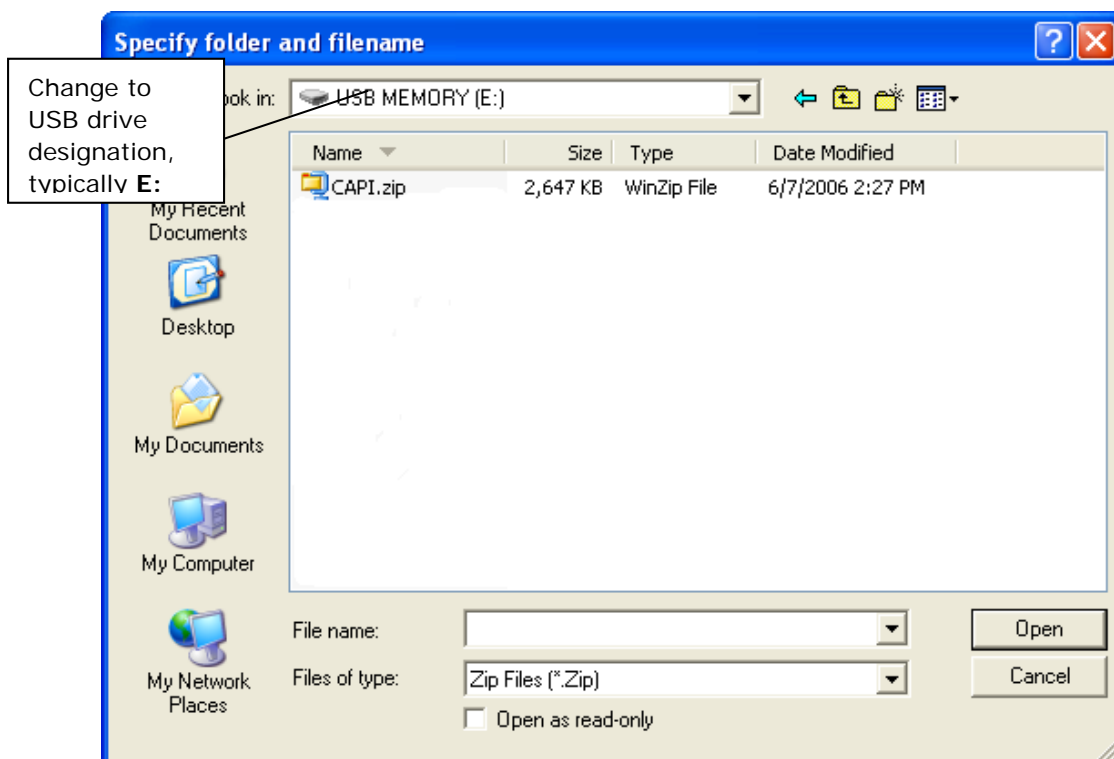 Specify folder and filename
Change to
USB drive
designation,
typically E:
ook in:
USB MEMORY (E:)
Name Size Type Date Modified
CAPI.zip 2,647 KB WinZip File 6/7/2006 2:27 PM
My Recent
Documents
Desktop
My Documents
My Computer
My Network
Places
File name:
Open
Files of type:
Zip Files (*.Zip)
Cancel
Open as read-only